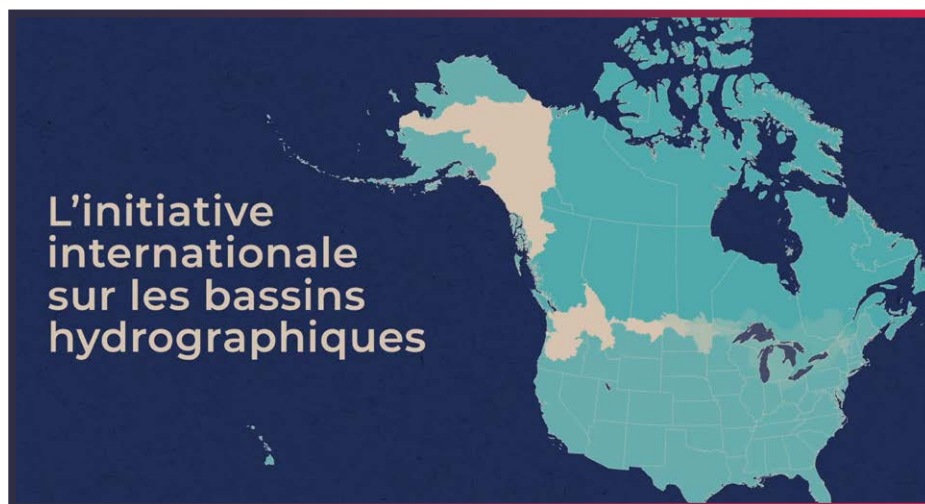 L’initiative
internationale
sur les bassins
hydrographiques